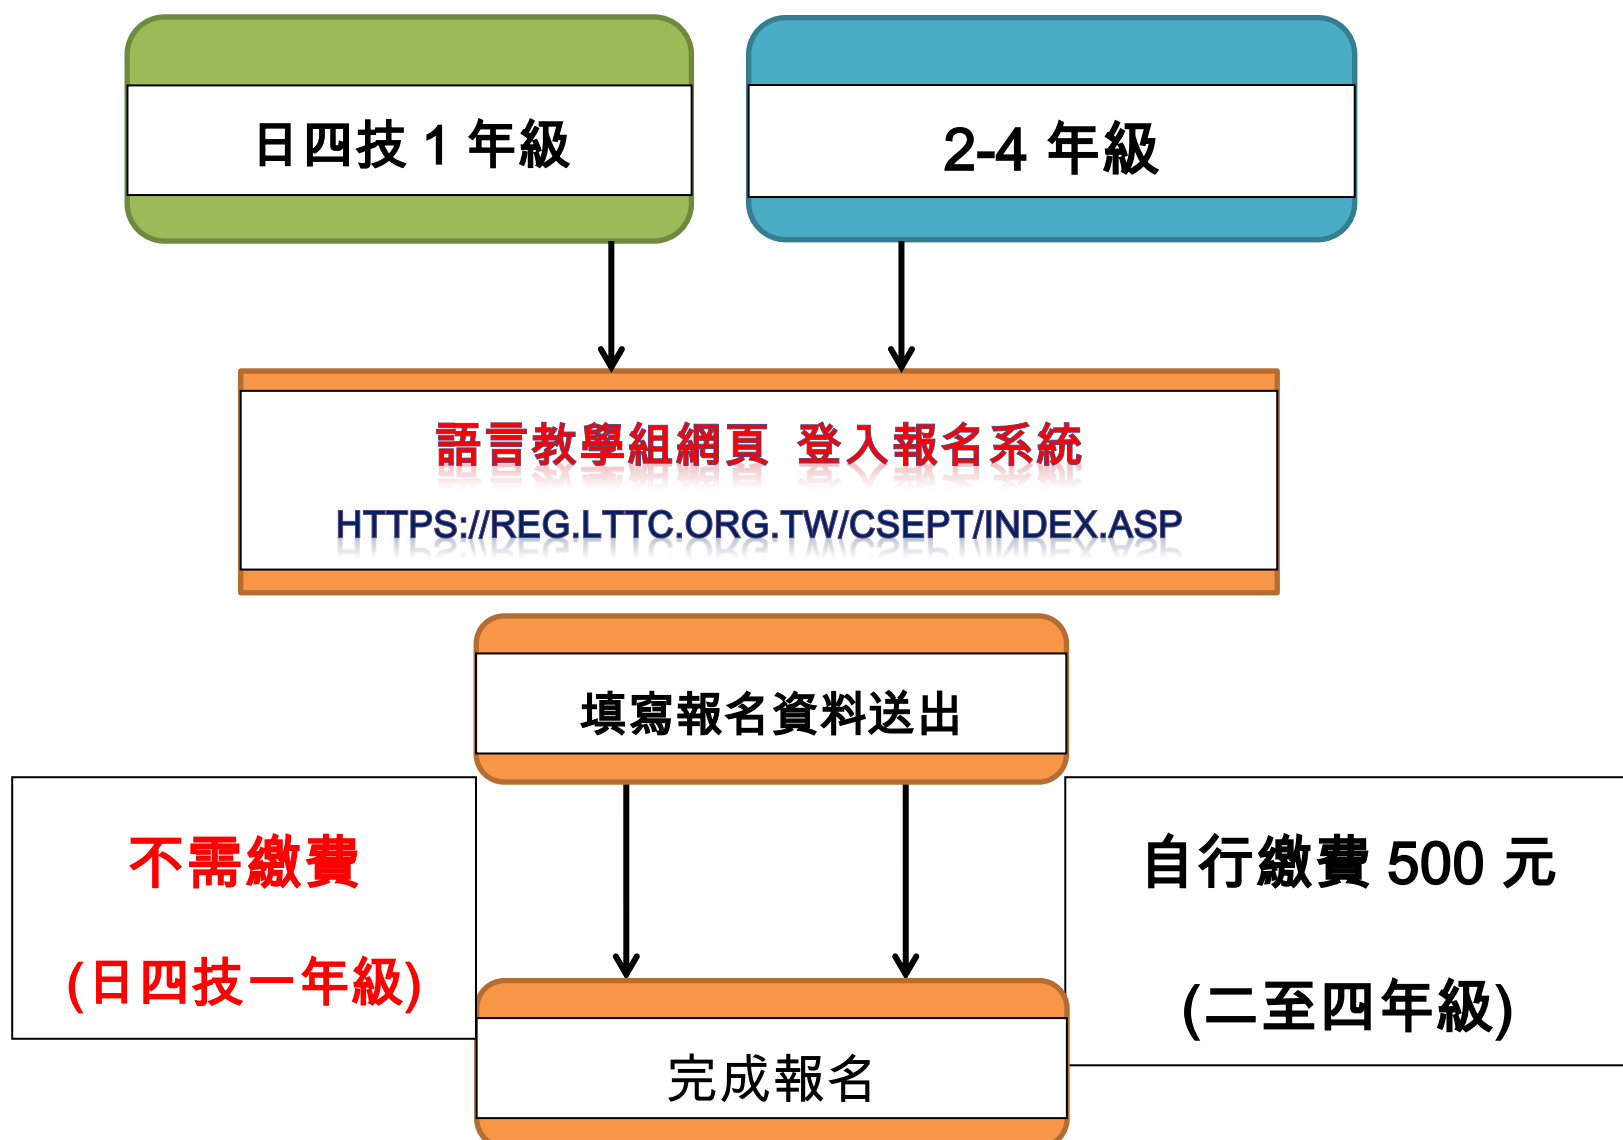 日四技 1 年級
2-4 年級
語言教學組網頁 登入報名系統
HTTPS://REG.LTTC.ORG.TW/CSEPT/INDEX.ASP
填寫報名資料送出
不需繳費
(日四技一年級)
自行繳費 500 元
(二至四年級)
完成報名